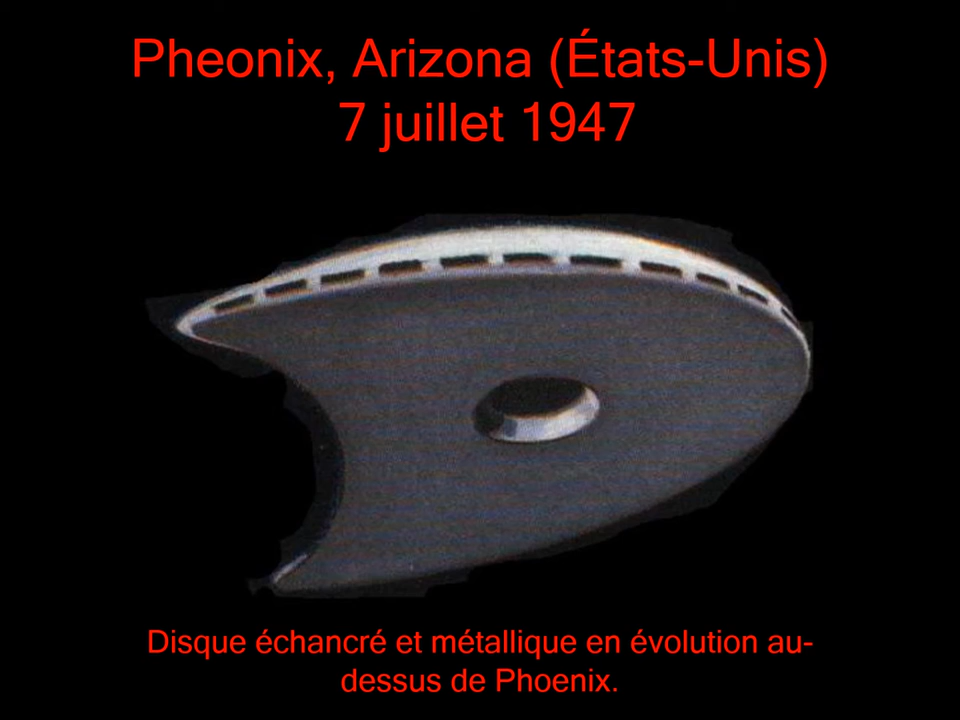 Pheonix, Arizona (États-Unis)
7 juillet 1947
Disque échancré et métallique en évolution au-
dessus de Phoenix.